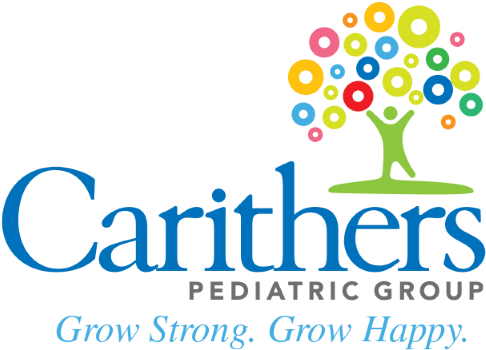 Carithers
PEDIATRIC GROUP
Grow Strong. Grow Happy.